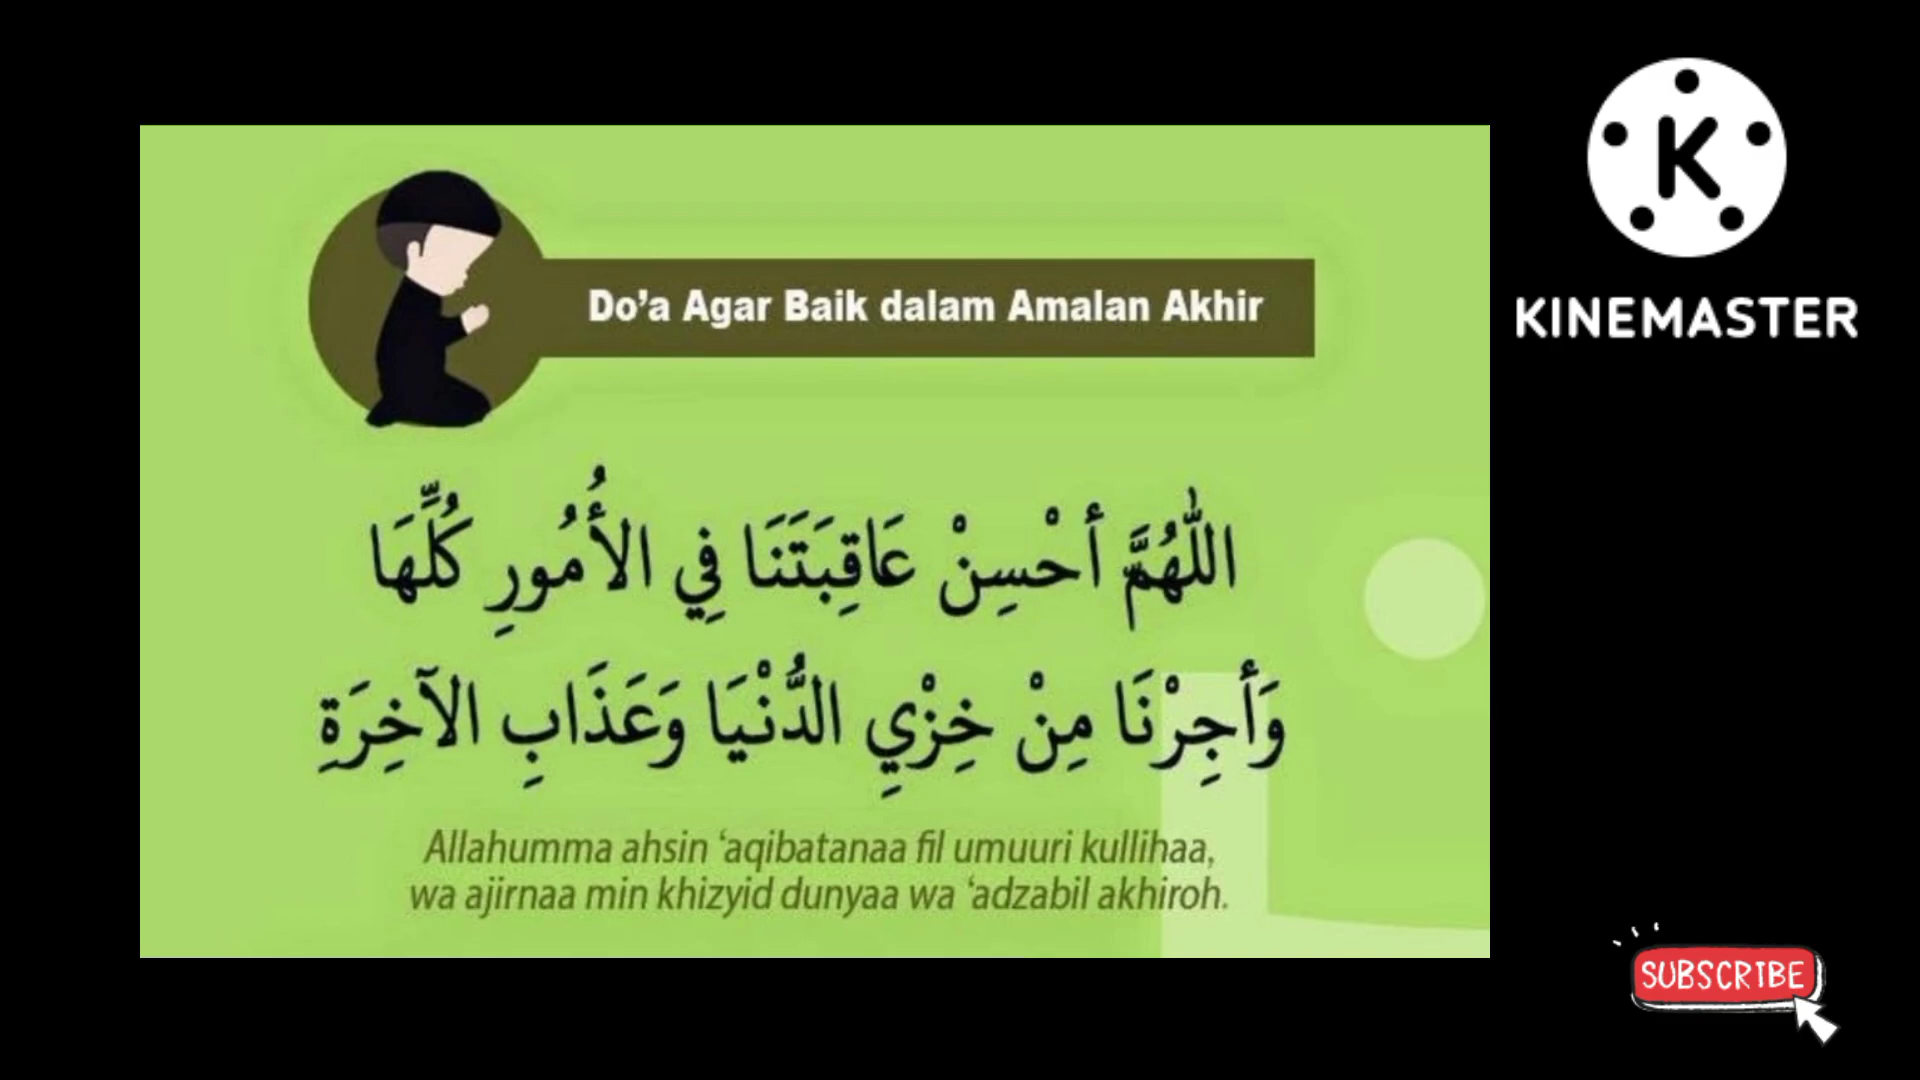 Do'a Agar Baik dalam Amalan Akhir
اللّٰهُمَّ أَحْسِنْ عَاقِبَتَنَا فِي الأُمُورِ كُلِّهَا
وَأَجِرْنَا مِنْ خِزْيِ الدُّنْيَا وَعَذَابِ الآخِرَةِ
Allahumma ahsin ‘aqibatanaa fil umuuri kullihaa,
wa ajirnaa min khizyid dunyaa wa ‘adzabil akhiroh.
K
KINEMASTER
SUBSCRIBE